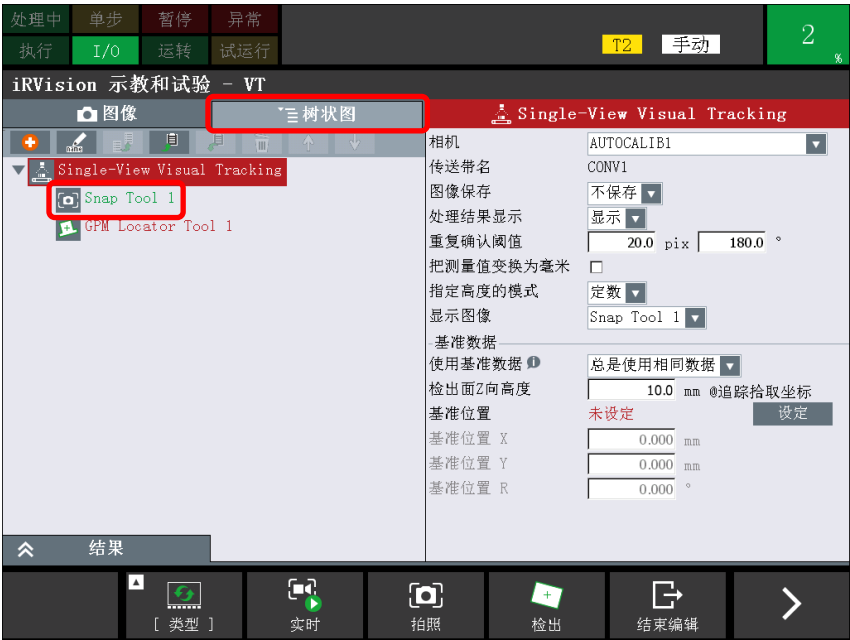 处理中 单步 暂停 异常
执行 I/O 运转 试运行 T2 手动 2 %
iRVision 示教和试验 - VT
图像 树状图 Single-View Visual Tracking
Single-View Visual Tracking
Snap Tool 1
GPM Locator Tool 1
相机 AUTOCALIB1
传送带名 CONV1
图像保存 不保存
处理结果显示 显示
重复确认阈值 20.0 pix 180.0 °
把测量值变换为毫米
指定高度的模式 定数
显示图像 Snap Tool 1
基准数据
使用基准数据 总是使用相同数据
检出面Z向高度 10.0 mm @追踪拾取坐标
基准位置 未设定 设定
基准位置 X 0.000 mm
基准位置 Y 0.000 mm
基准位置 R 0.000 °
结果
[ 类型 ] 实时 拍照 检出 结束编辑